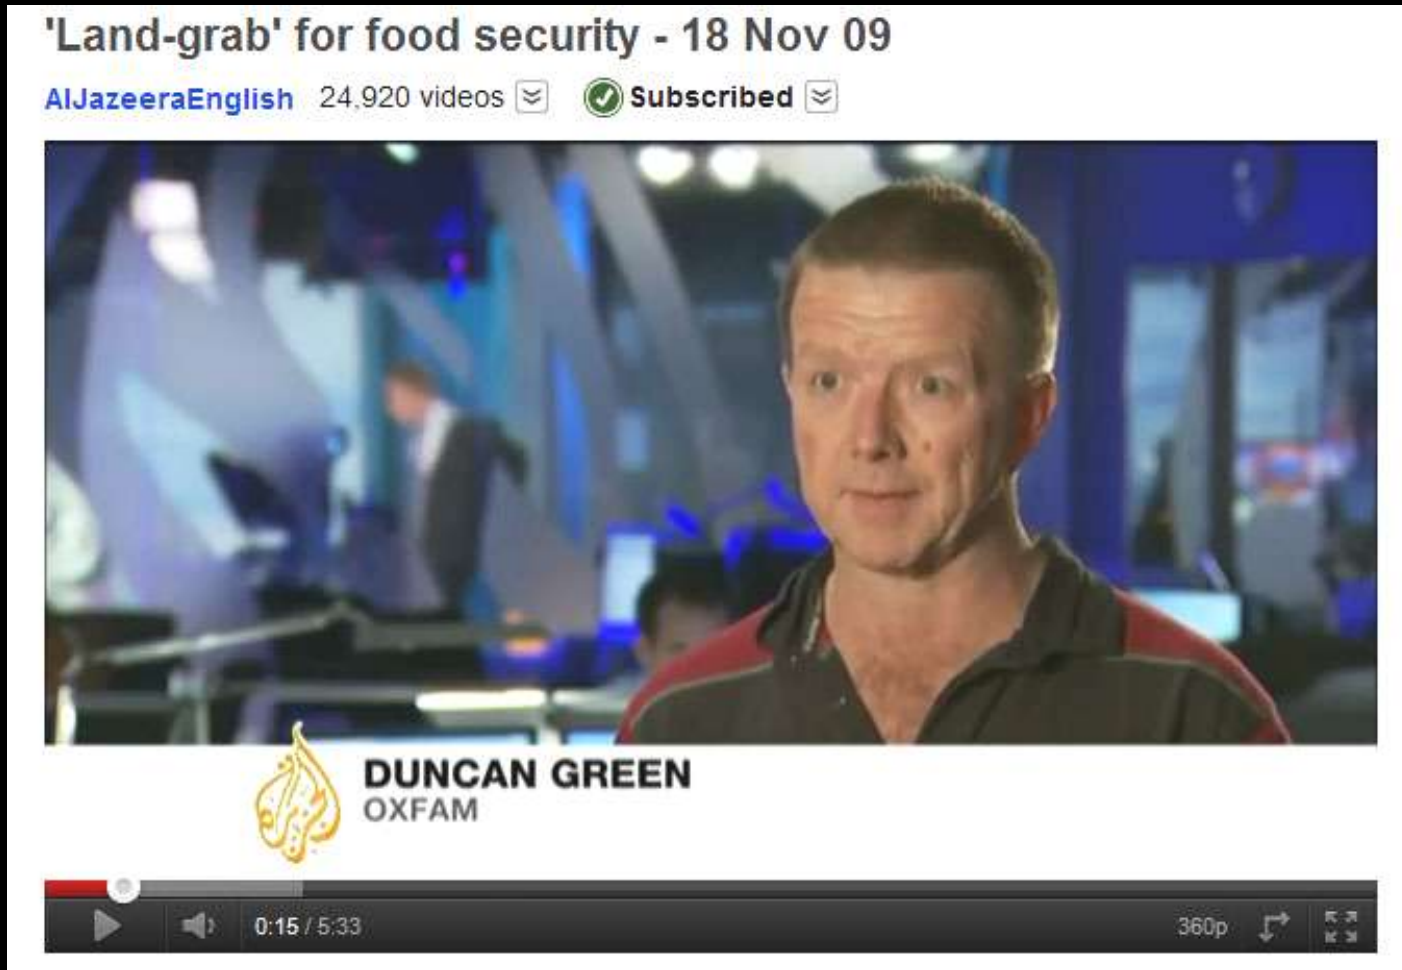 'Land-grab' for food security - 18 Nov 09
AlJazeeraEnglish 24,920 videos Subscribed
DUNCAN GREEN
OXFAM
0:15 / 5:33 360p